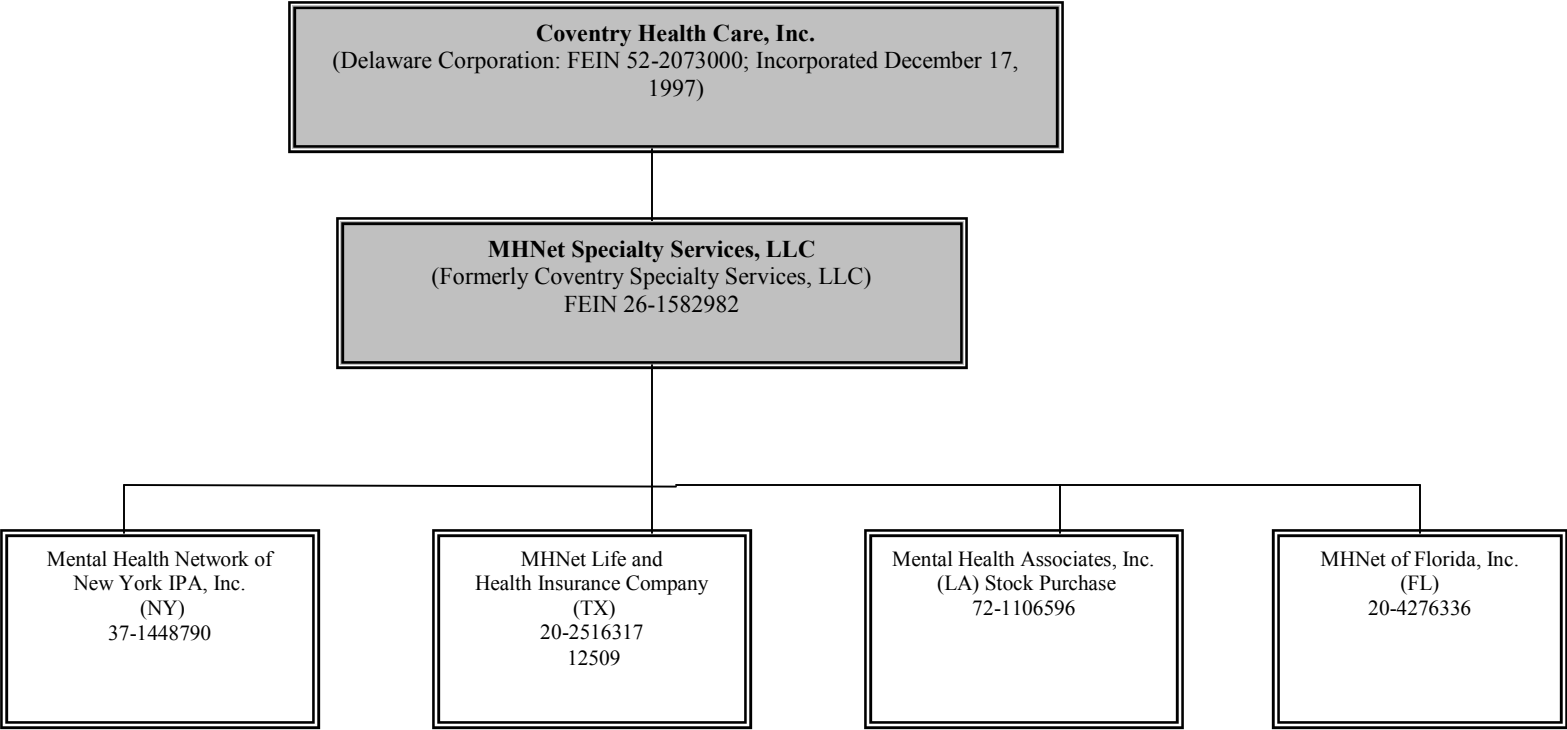 Coventry Health Care, Inc.
(Delaware Corporation: FEIN 52-2073000; Incorporated December 17,
1997)
MHNet Specialty Services, LLC
(Formerly Coventry Specialty Services, LLC)
FEIN 26-1582982
Mental Health Network of
New York IPA, Inc.
(NY)
37-1448790
MHNet Life and
Health Insurance Company
(TX)
20-2516317
12509
Mental Health Associates, Inc.
(LA) Stock Purchase
72-1106596
MHNet of Florida, Inc.
(FL)
20-4276336